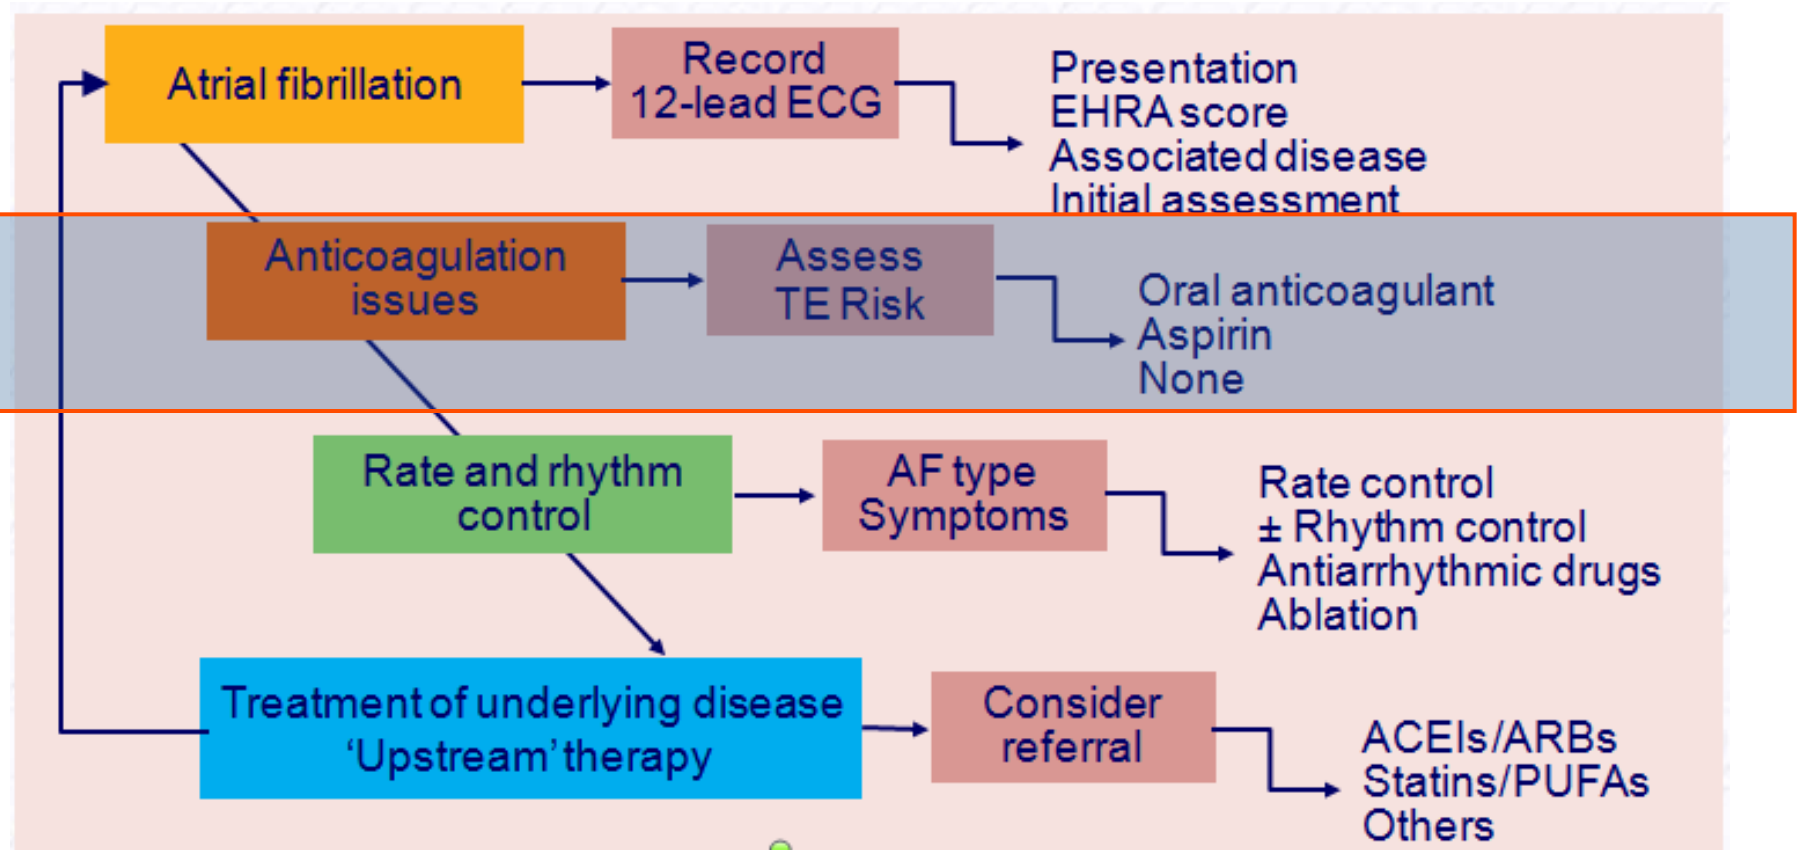 Atrial fibrillation
Record
12-lead ECG
Presentation
EHRA score
Associated disease
Initial assessment
Anticoagulation
issues
Assess
TE Risk
Oral anticoagulant
Aspirin
None
Rate and rhythm
control
AF type
Symptoms
Rate control
± Rhythm control
Antiarrhythmic drugs
Ablation
Treatment of underlying disease
‘Upstream’ therapy
Consider
referral
ACEIs/ARBs
Statins/PUFAs
Others